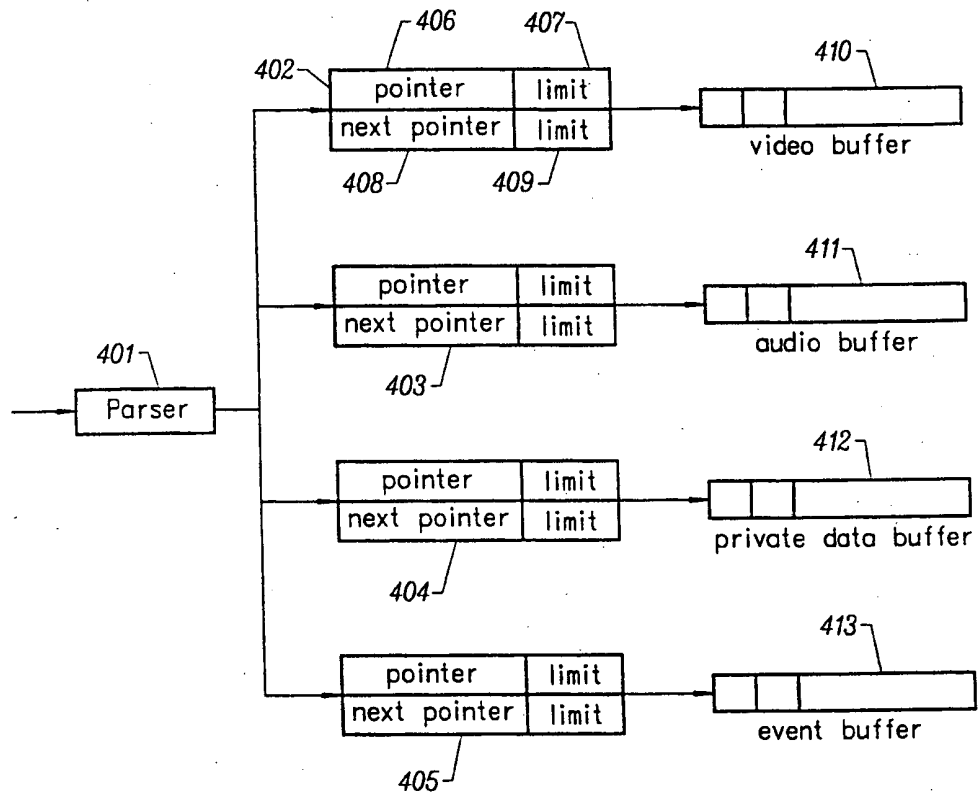 406
407
402
410
pointer limit
next pointer limit
video buffer
408
409
411
pointer limit
next pointer limit
audio buffer
401
403
Parser
412
pointer limit
next pointer limit
private data buffer
404
413
pointer limit
next pointer limit
event buffer
405